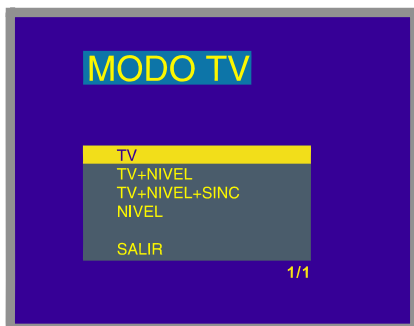 MODO TV
TV
TV+NIVEL
TV+NIVEL+SINC
NIVEL
SALIR
1/1